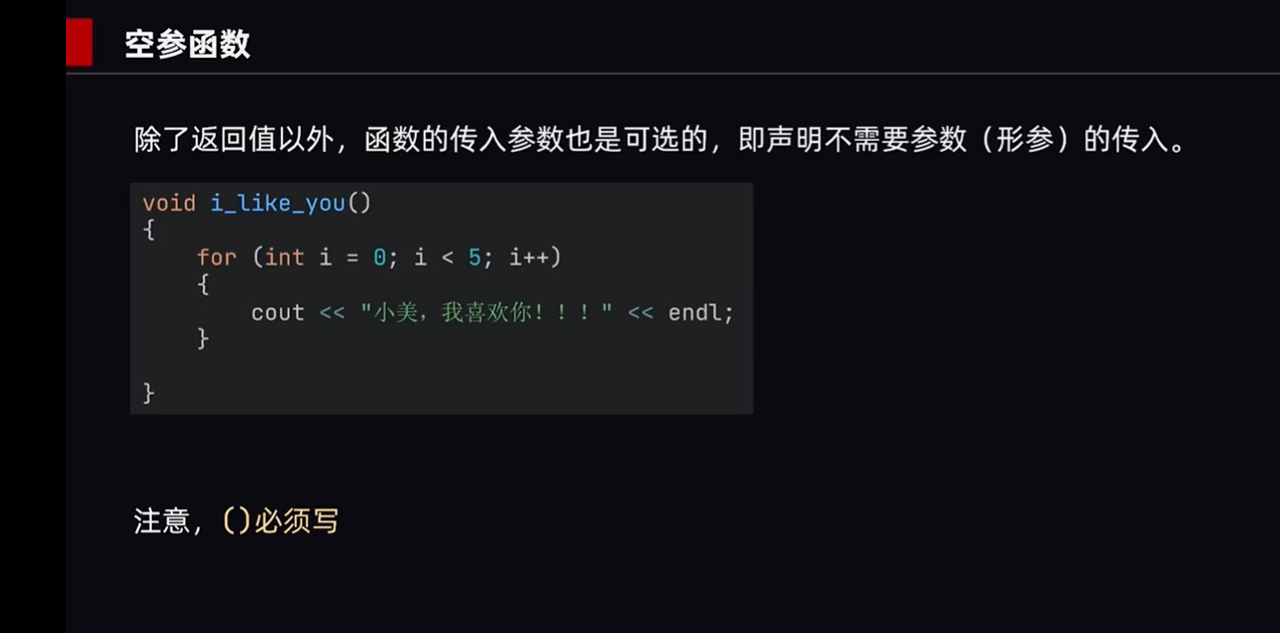 空参函数
除了返回值以外，函数的传入参数也是可选的，即声明不需要参数（形参）的传入。
void i_like_you()
{
    for (int i = 0; i < 5; i++)
    {
        cout << "小美，我喜欢你！！！" << endl;
    }
}
注意，()必须写